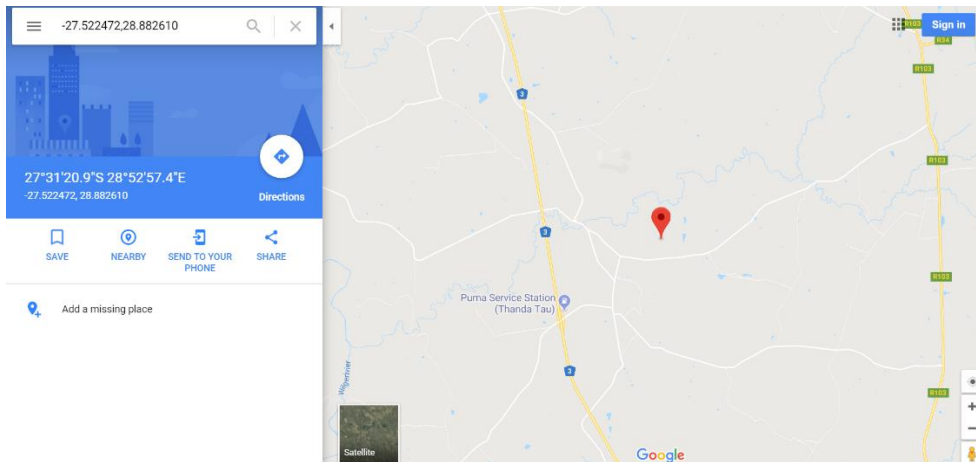 -27.522472,28.882610
27°31'20.9"S 28°52'57.4"E
-27.522472, 28.882610
Directions
SAVE
NEARBY
SEND TO YOUR
PHONE
SHARE
Add a missing place
R103
Sign in
R34
R103
3
R103
3
R103
Puma Service Station
(Thanda Tau)
3
R103
Wilgerivier
Satellite
Google